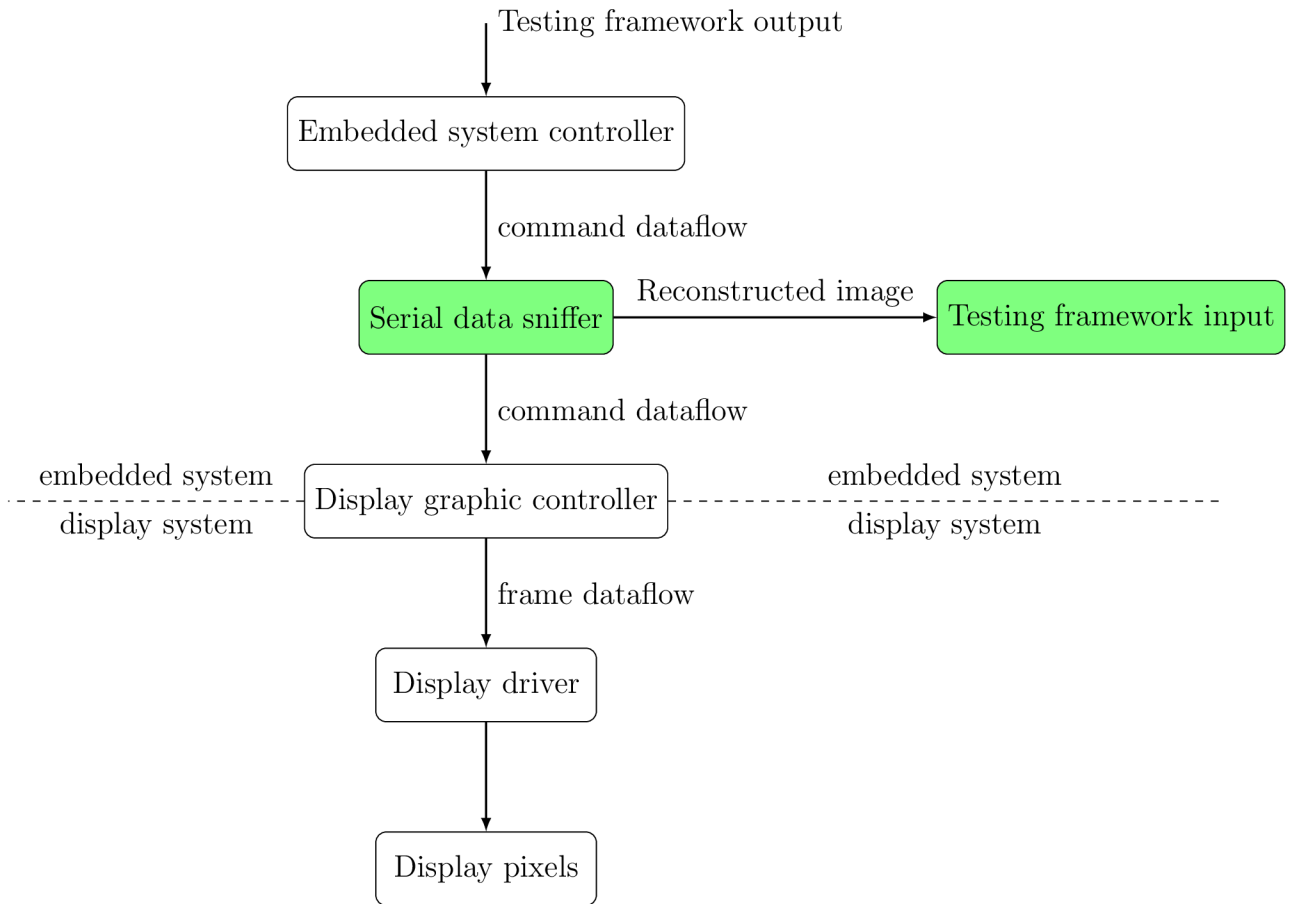 Testing framework output
Embedded system controller
command dataflow
Reconstructed image
Serial data sniffer
Testing framework input
command dataflow
embedded system
embedded system
Display graphic controller
display system
display system
frame dataflow
Display driver
Display pixels